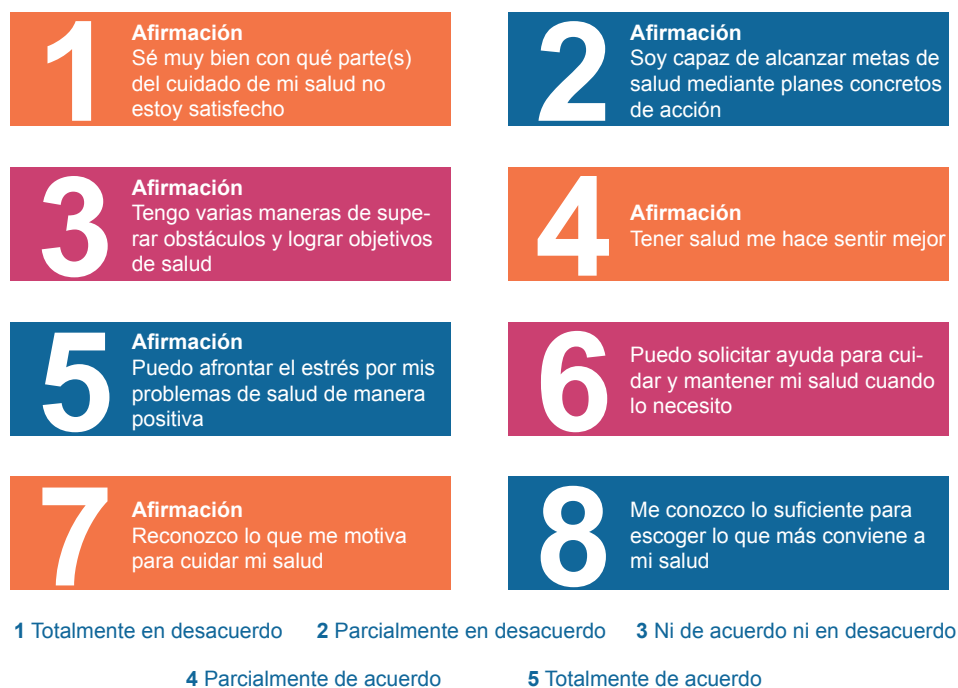 1
Afirmación
Sé muy bien con qué parte(s)
del cuidado de mi salud no
estoy satisfecho
2
Afirmación
Soy capaz de alcanzar metas de
salud mediante planes concretos
de acción
3
Afirmación
Tengo varias maneras de supe-
rar obstáculos y lograr objetivos
de salud
4
Afirmación
Tener salud me hace sentir mejor
5
Afirmación
Puedo afrontar el estrés por mis
problemas de salud de manera
positiva
6
Puedo solicitar ayuda para cui-
dar y mantener mi salud cuando
lo necesito
7
Afirmación
Reconozco lo que me motiva
para cuidar mi salud
8
Me conozco lo suficiente para
escoger lo que más conviene a
mi salud
1 Totalmente en desacuerdo 2 Parcialmente en desacuerdo 3 Ni de acuerdo ni en desacuerdo
4 Parcialmente de acuerdo 5 Totalmente de acuerdo